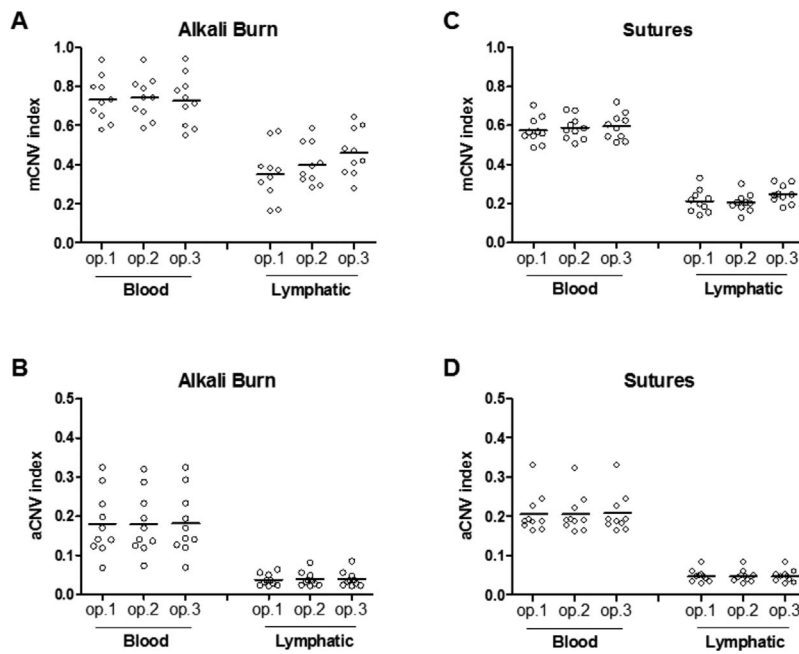 A
Alkali Burn
mCNV index
1.0
0.8
0.6
0.4
0.2
0.0
op.1 op.2 op.3 op.1 op.2 op.3
Blood Lymphatic
C
Sutures
mCNV index
1.0
0.8
0.6
0.4
0.2
0.0
op.1 op.2 op.3 op.1 op.2 op.3
Blood Lymphatic
B
Alkali Burn
aCNV index
0.5
0.4
0.3
0.2
0.1
0.0
op.1 op.2 op.3 op.1 op.2 op.3
Blood Lymphatic
D
Sutures
aCNV index
0.5
0.4
0.3
0.2
0.1
0.0
op.1 op.2 op.3 op.1 op.2 op.3
Blood Lymphatic